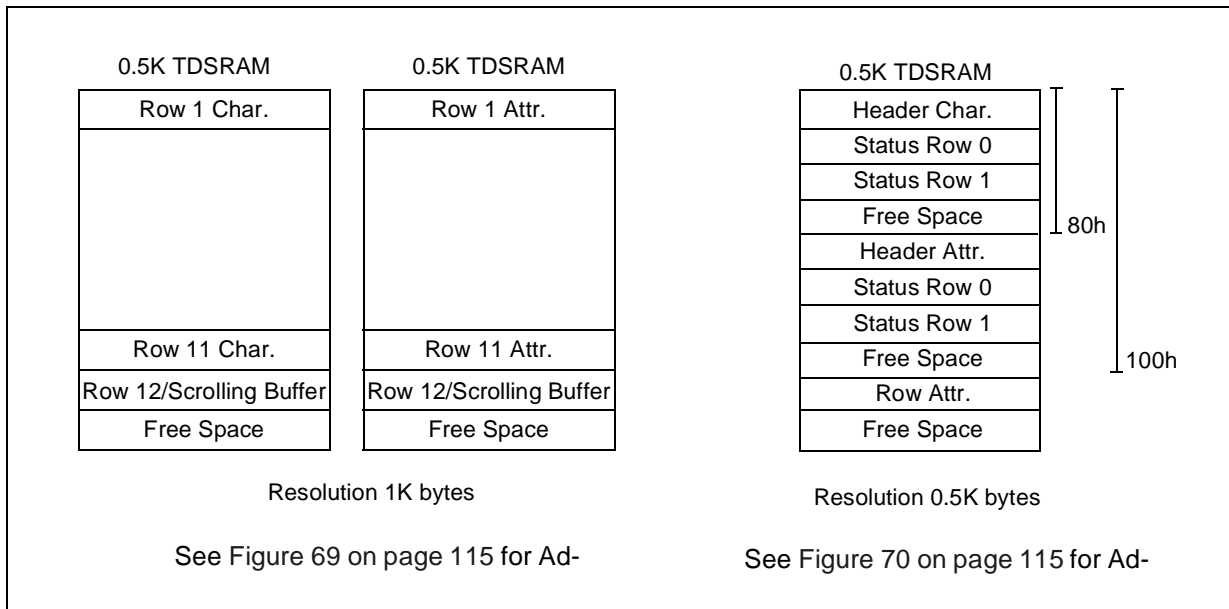 0.5K TDSRAM
Row 1 Char.
Row 11 Char.
Row 12/Scrolling Buffer
Free Space
0.5K TDSRAM
Row 1 Attr.
Row 11 Attr.
Row 12/Scrolling Buffer
Free Space
Resolution 1K bytes
See Figure 69 on page 115 for Ad-
0.5K TDSRAM
Header Char.
Status Row 0
Status Row 1
Free Space
Header Attr.
Status Row 0
Status Row 1
Free Space
Row Attr.
Free Space
80h
100h
Resolution 0.5K bytes
See Figure 70 on page 115 for Ad-